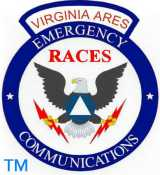 VIRGINIA ARES
EMERGENCY
RACES
COMMUNICATIONS
TM